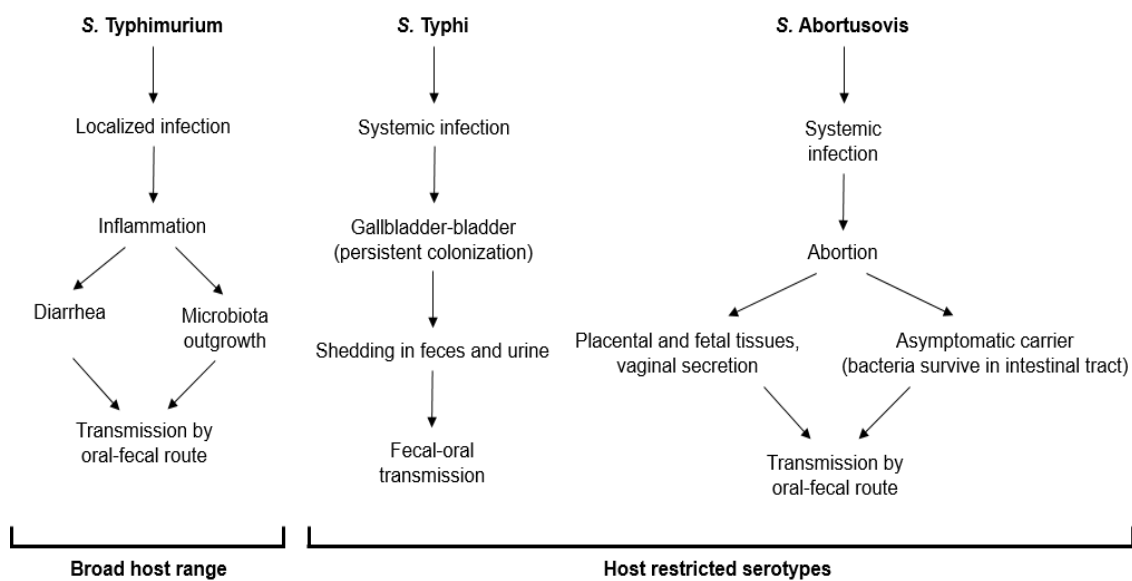 S. Typhimurium
Localized infection
Inflammation
Diarrhea
Microbiota
outgrowth
Transmission by
oral-fecal route
Broad host range
S. Typhi
Systemic infection
Gallbladder-bladder
(persistent colonization)
Shedding in feces and urine
Fecal-oral
transmission
S. Abortusovis
Systemic
infection
Abortion
Placental and fetal tissues,
vaginal secretion
Asymptomatic carrier
(bacteria survive in intestinal tract)
Transmission by
oral-fecal route
Host restricted serotypes